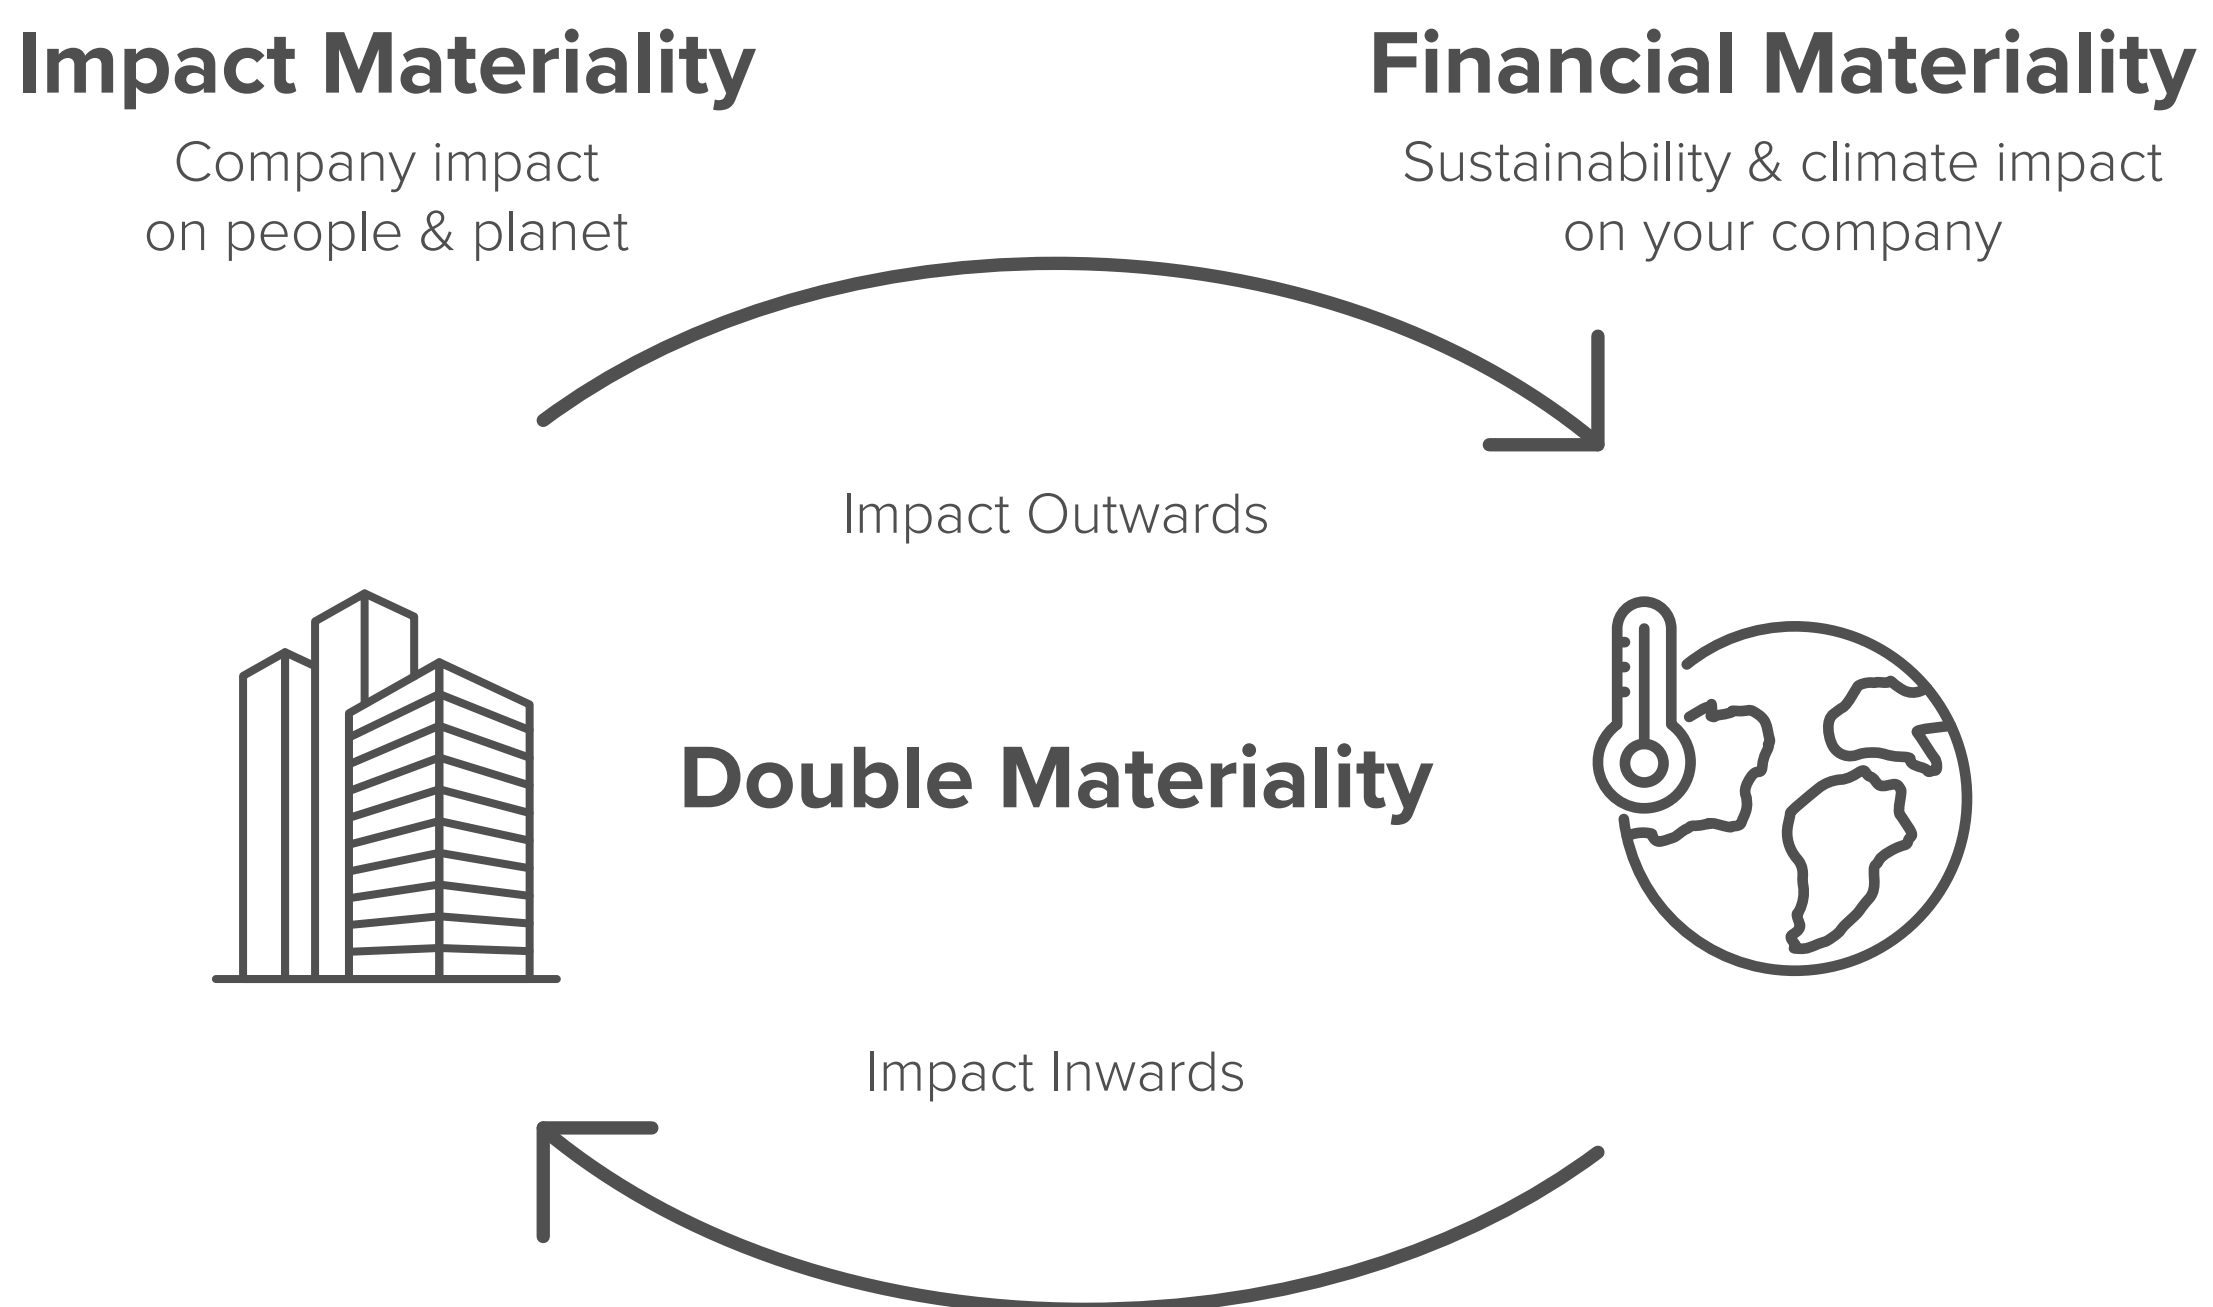 Impact Materiality
Company impact
on people & planet
Financial Materiality
Sustainability & climate impact
on your company
Impact Outwards
Double Materiality
Impact Inwards